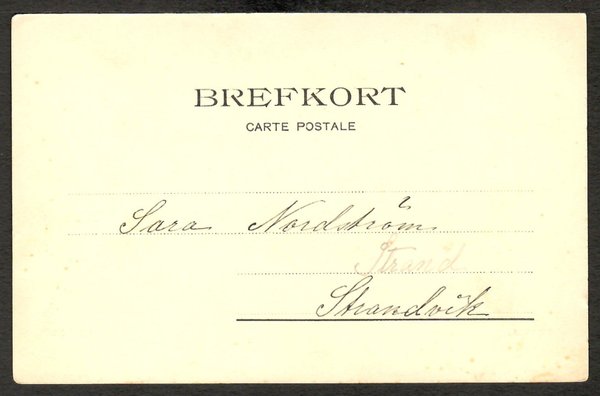 BREFKORT
CARTE POSTALE
Sara Nordström
Strand
Strandvik